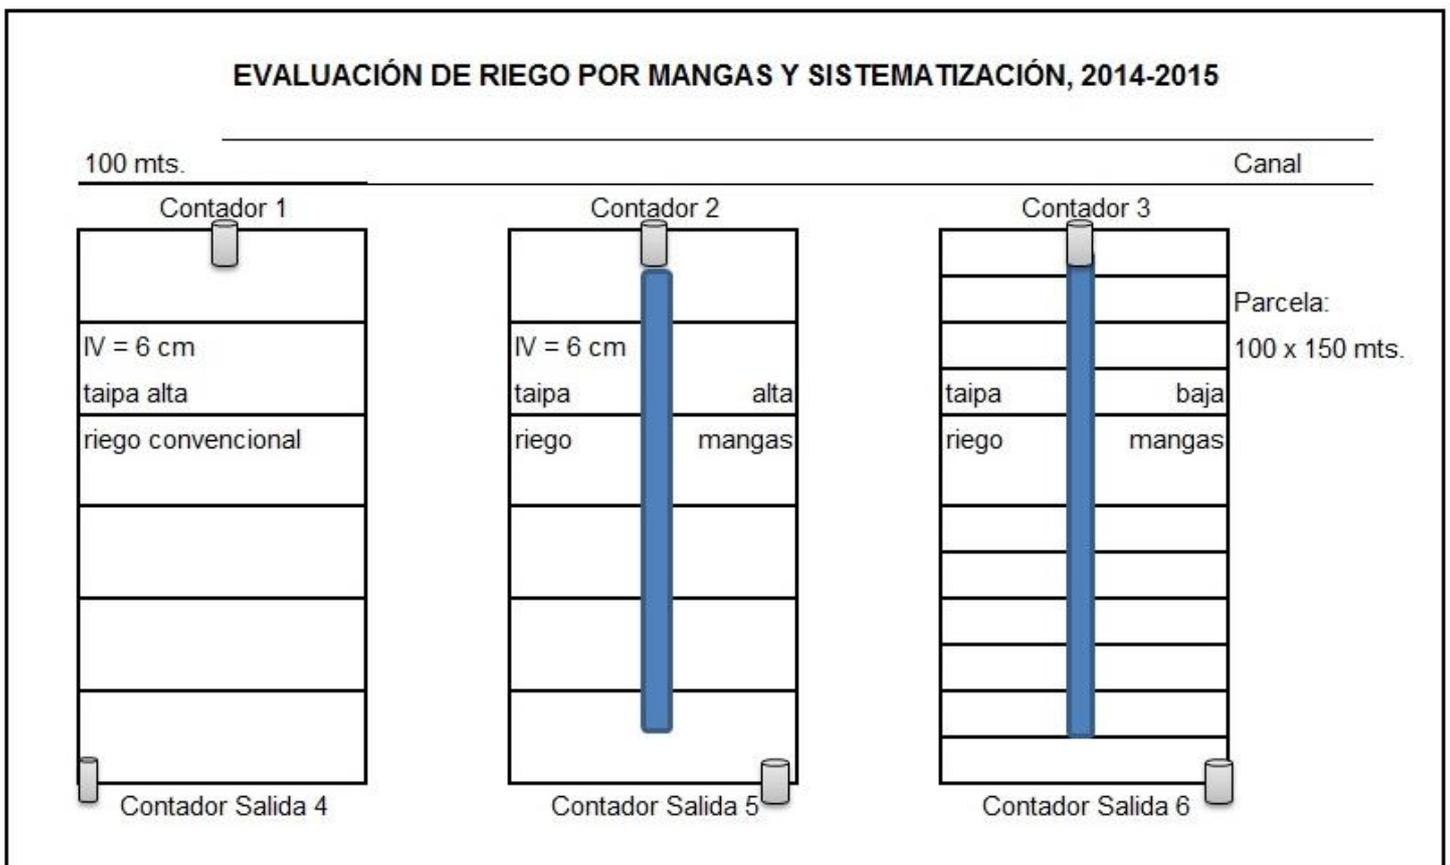 EVALUACIÓN DE RIEGO POR MANGAS Y SISTEMATIZACIÓN, 2014-2015
100 mts. Canal
Contador 1 Contador 2 Contador 3
Parcela:
IV = 6 cm IV = 6 cm 100 x 150 mts.
taipa alta taipa alta taipa baja
riego convencional riego mangas riego mangas
Contador Salida 4 Contador Salida 5 Contador Salida 6